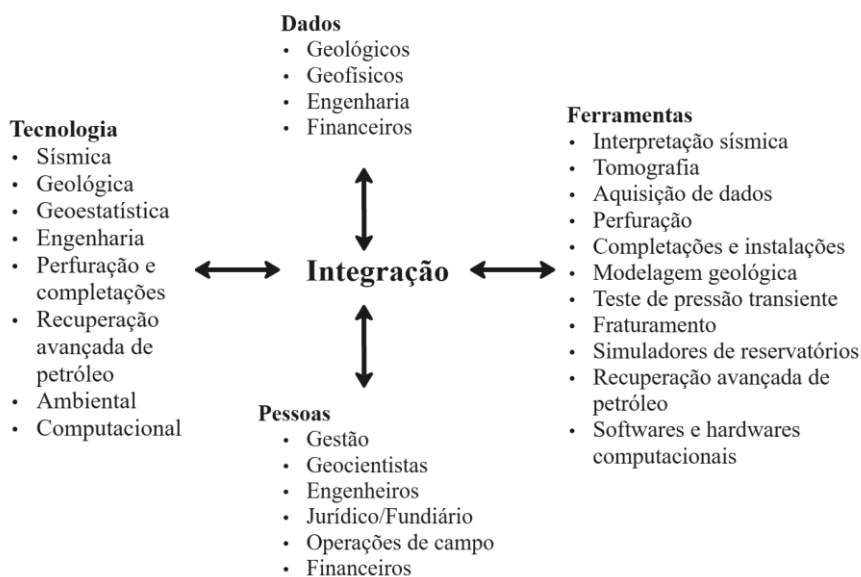 Dados
• Geológicos
• Geofísicos
• Engenharia
• Financeiros
Tecnologia
• Sísmica
• Geológica
• Geoestatística
• Engenharia
• Perfuração e
completações
• Recuperação
avançada de
petróleo
• Ambiental
• Computacional
Integração
Ferramentas
• Interpretação sísmica
• Tomografia
• Aquisição de dados
• Perfuração
• Completações e instalações
• Modelagem geológica
• Teste de pressão transiente
• Fraturamento
• Simuladores de reservatórios
• Recuperação avançada de
petróleo
• Softwares e hardwares
computacionais
Pessoas
• Gestão
• Geocientistas
• Engenheiros
• Jurídico/Fundiário
• Operações de campo
• Financeiros